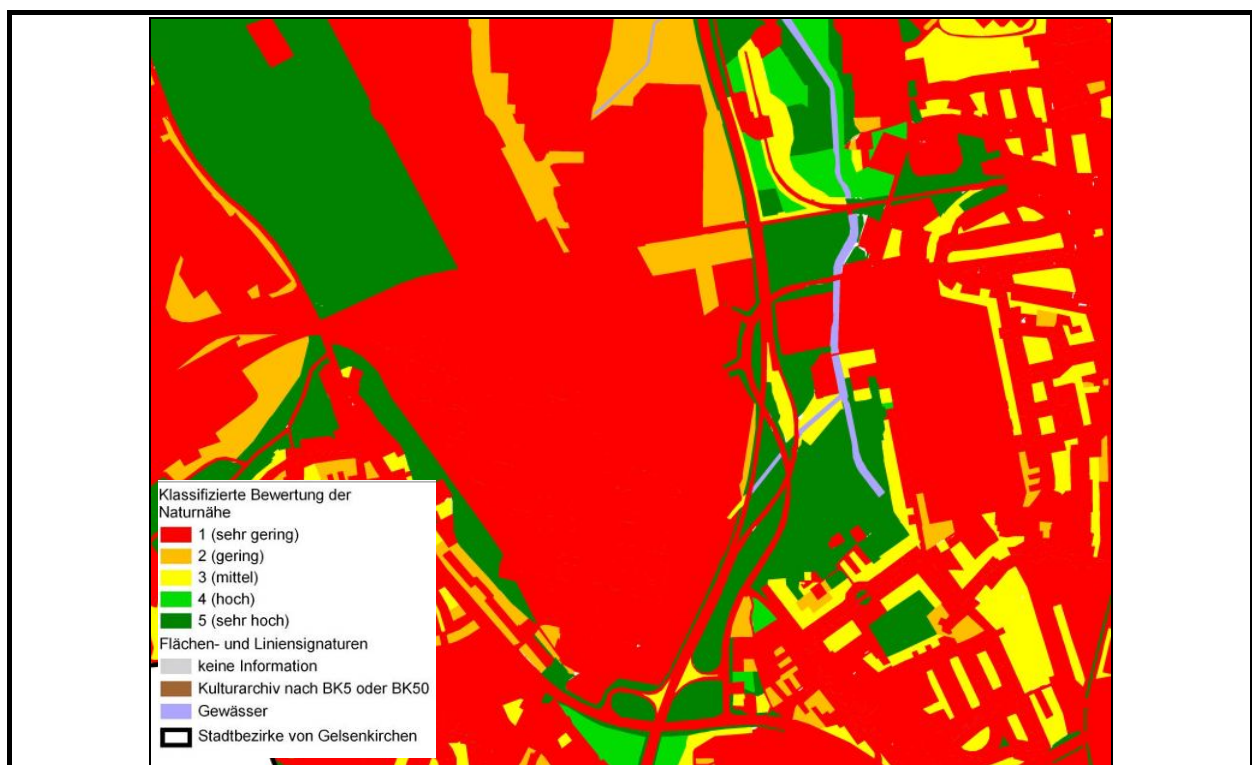 Klassifizierte Bewertung der
Naturnähe
1 (sehr gering)
2 (gering)
3 (mittel)
4 (hoch)
5 (sehr hoch)
Flächen- und Liniensignaturen
keine Information
Kulturarchiv nach BK5 oder BK50
Gewässer
Stadtbezirke von Gelsenkirchen